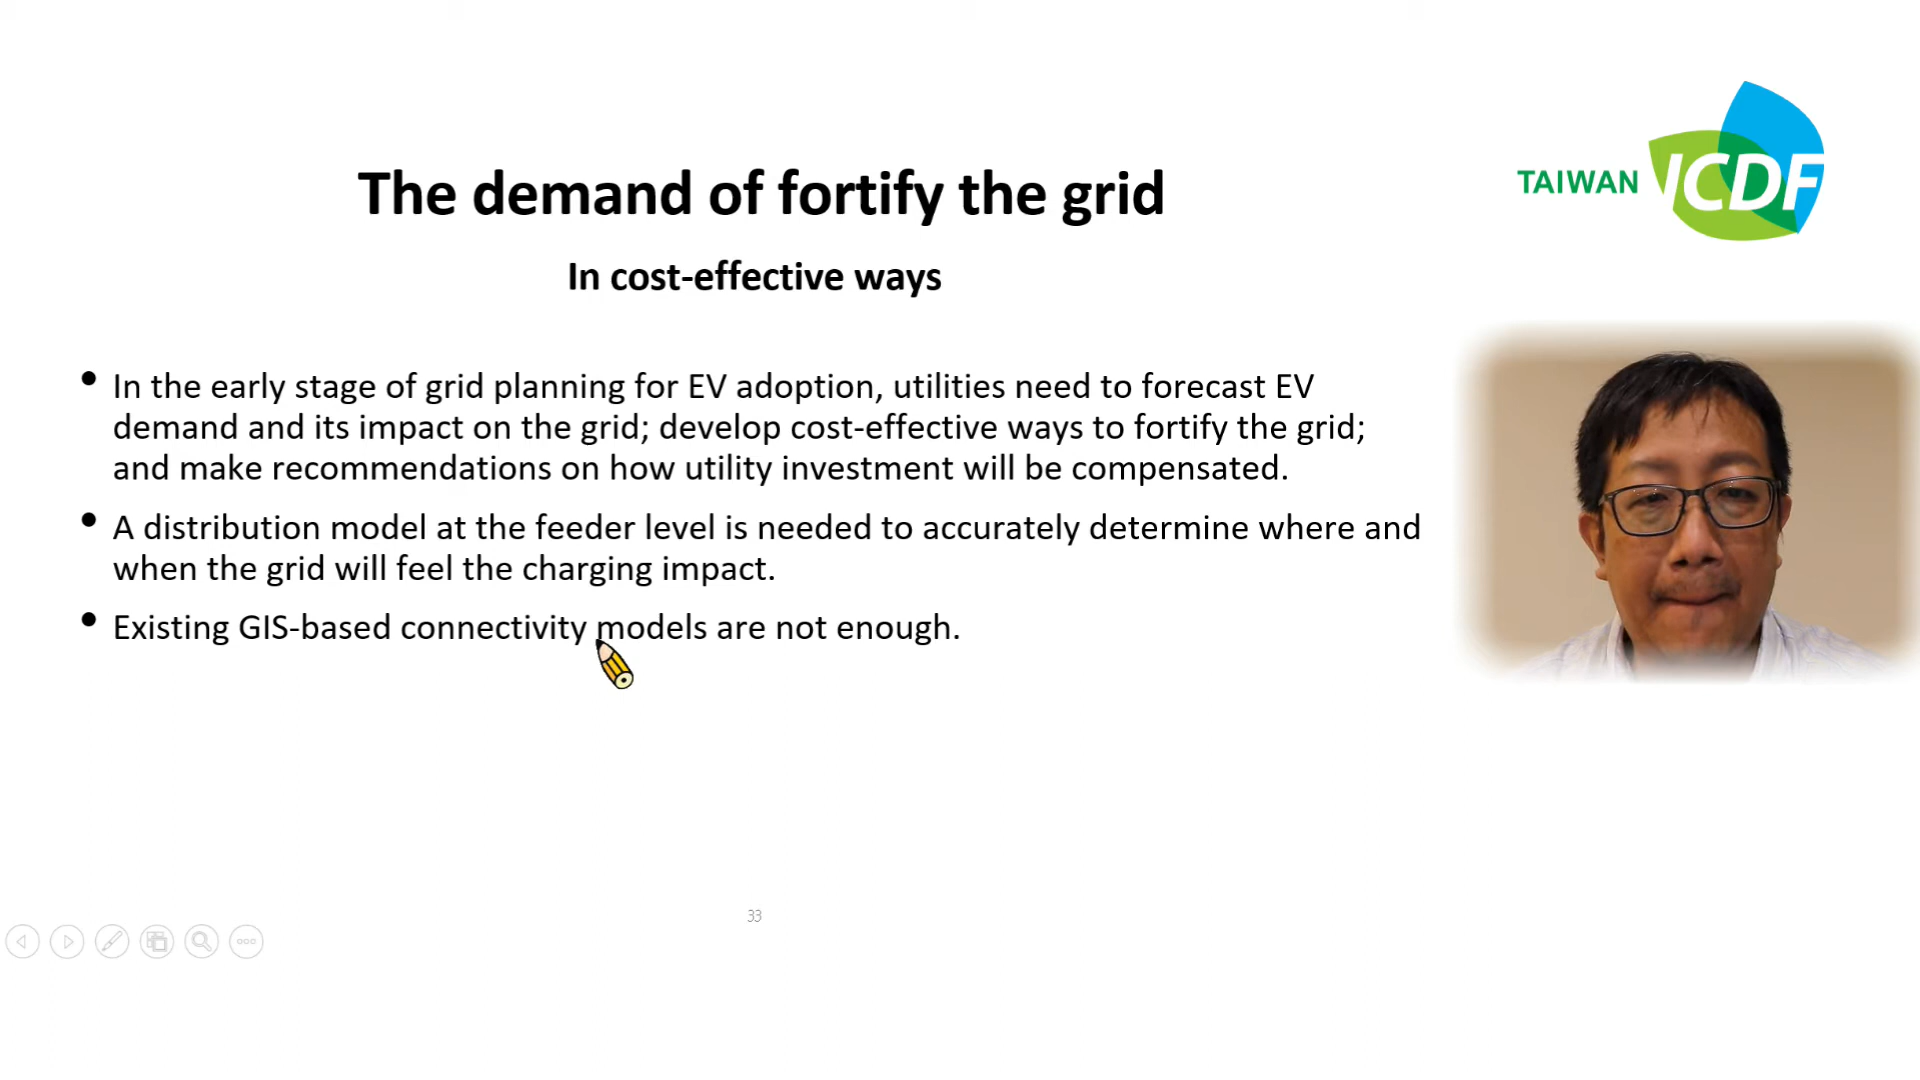 TAIWAN ICDF
The demand of fortify the grid
In cost-effective ways
• In the early stage of grid planning for EV adoption, utilities need to forecast EV
demand and its impact on the grid; develop cost-effective ways to fortify the grid;
and make recommendations on how utility investment will be compensated.
• A distribution model at the feeder level is needed to accurately determine where and
when the grid will feel the charging impact.
• Existing GIS-based connectivity models are not enough.
33